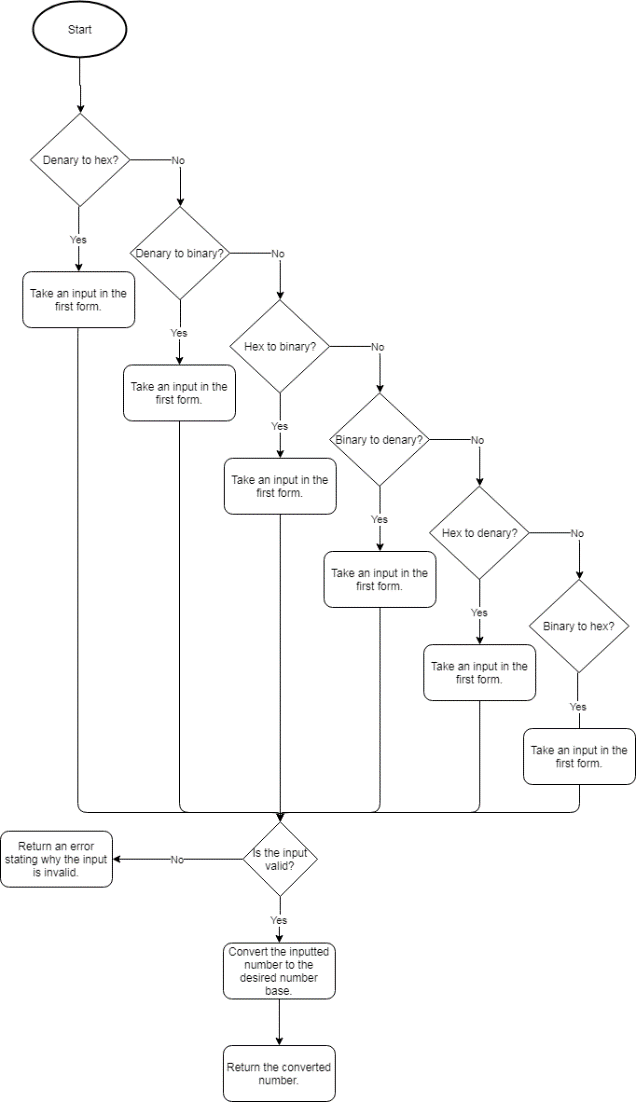 Start
Denary to hex?
No
Yes
Denary to binary?
No
Take an input in the
first form.
Yes
Hex to binary?
No
Take an input in the
first form.
Yes
Binary to denary?
No
Take an input in the
first form.
Yes
Hex to denary?
No
Take an input in the
first form.
Yes
Binary to hex?
Take an input in the
first form.
Yes
Take an input in the
first form.
Is the input
valid?
No
Return an error
stating why the input
is invalid.
Yes
Convert the inputted
number to the
desired number
base.
Return the converted
number.